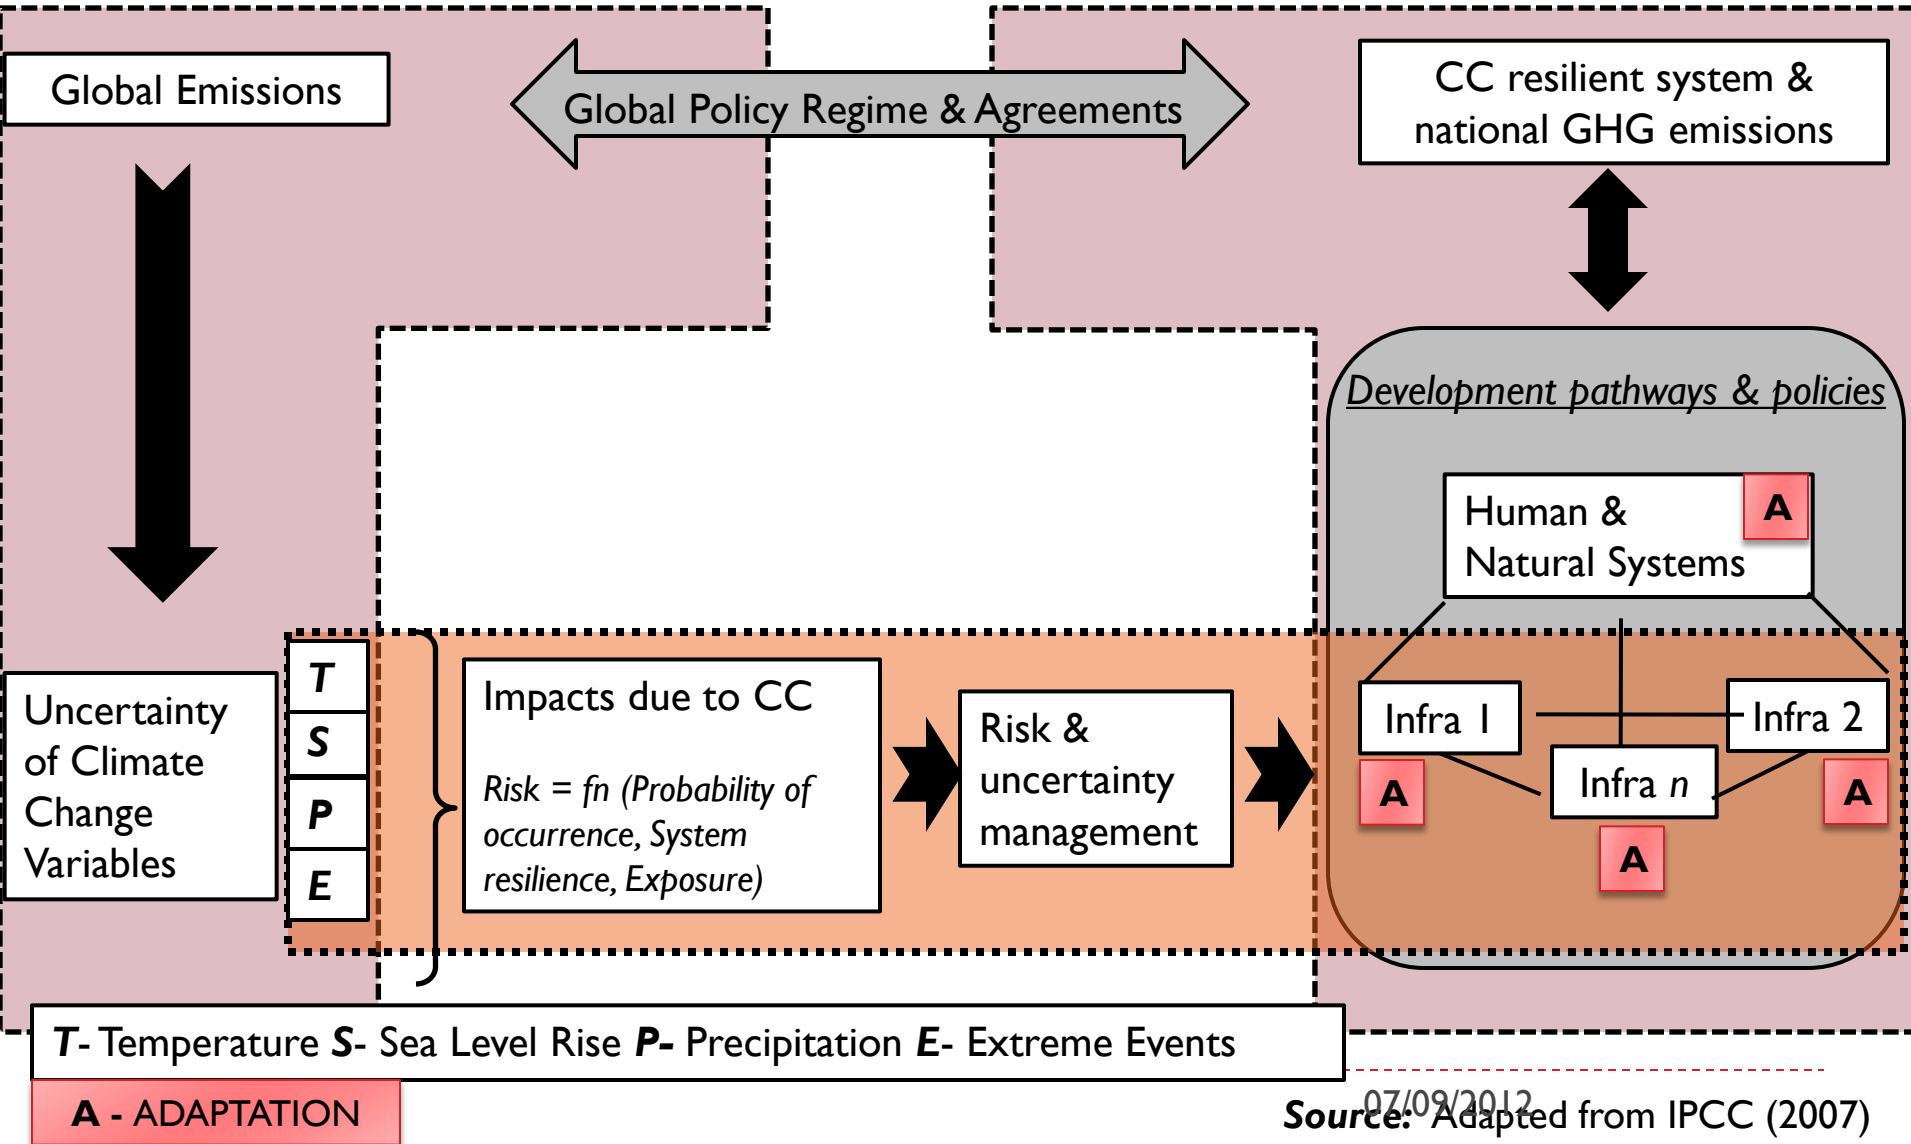 Global Emissions
Global Policy Regime & Agreements
CC resilient system &
national GHG emissions
Development pathways & policies
Human &
Natural Systems
A
Uncertainty
of Climate
Change
Variables
T
S
P
E
Impacts due to CC
Risk = fn (Probability of
occurrence, System
resilience, Exposure)
Risk &
uncertainty
management
Infra 1
Infra 2
Infra n
A
A
A
T- Temperature S- Sea Level Rise P- Precipitation E- Extreme Events
A - ADAPTATION
07/09/2012
Source: Adapted from IPCC (2007)